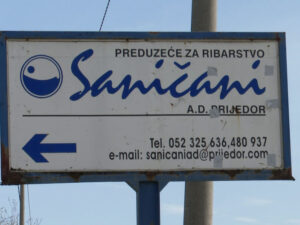 PREDUZEĆE ZA RIBARSTVO
Saničani
A.D. PRIJEDOR
Tel. 052 325,636,480 937
e-mail: sanicaniad@prijedor.com